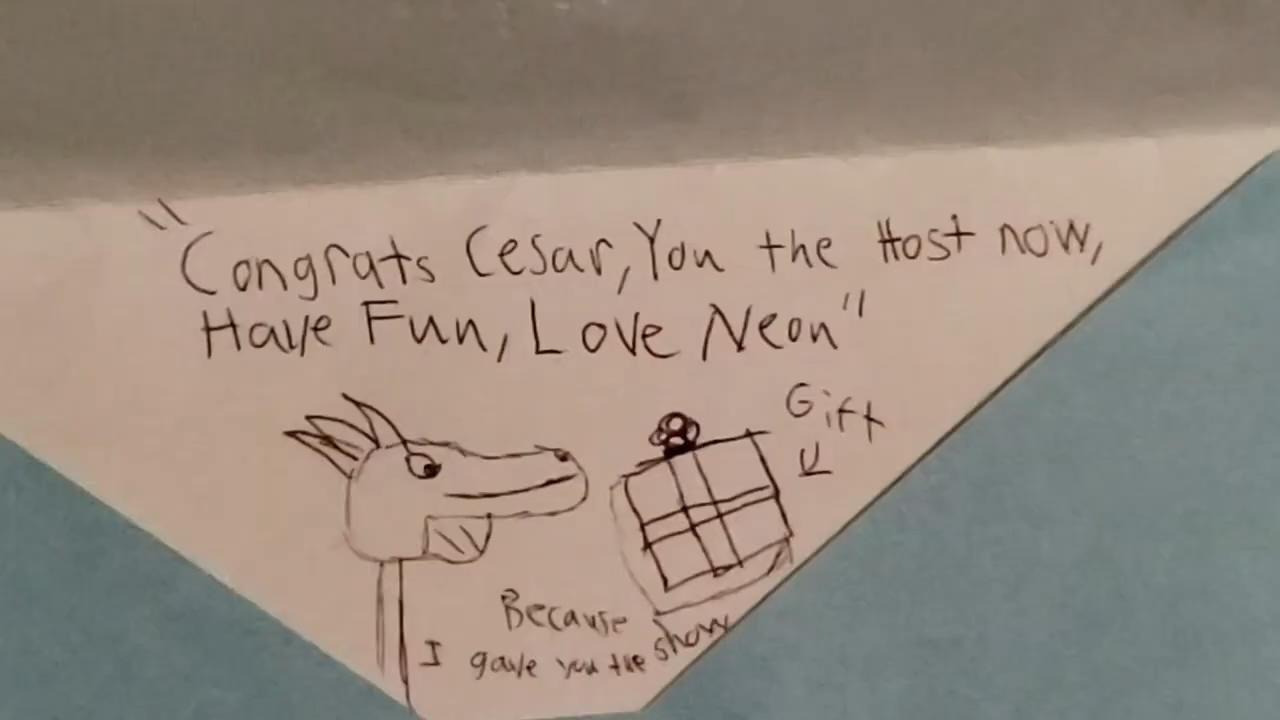 "Congrats Cesar, You the Host now,
Have Fun, Love Neon"
Gift
Because
I gave you the show